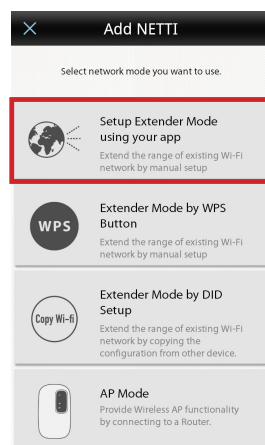 Add NETTI
Select network mode you want to use.
Setup Extender Mode
using your app
Extend the range of existing Wi-Fi
network by manual setup
WPS
Extender Mode by WPS
Button
Extend the range of existing Wi-Fi
network by manual setup
Copy Wi-fi
Extender Mode by DID
Setup
Extend the range of existing Wi-Fi
network by copying the
configuration from other device.
AP Mode
Provide Wireless AP functionality
by connecting to a Router.